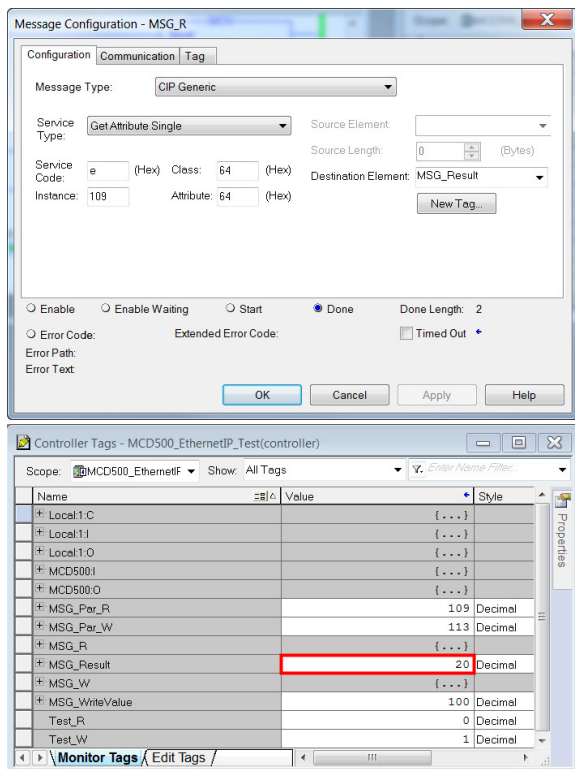 Message Configuration - MSG_R
Configuration Communication Tag
Message Type: CIP Generic
Service Type: Get Attribute Single
Source Element:
Source Length: 0 (Bytes)
Service Code: e (Hex) Class: 64 (Hex)
Destination Element: MSG_Result
Instance: 109 Attribute: 64 (Hex)
New Tag...
Enable Enable Waiting Start Done Done Length: 2
Error Code: Extended Error Code: Timed Out
Error Path:
Error Text:
OK Cancel Apply Help
Controller Tags - MCD500_EthernetIP_Test(controller)
Scope: MCD500_EthernetIF Show: All Tags Enter Name Filter...
Name Value Style
Local:1:C {...}
Local:1:I {...}
Local:1:O {...}
MCD500:I {...}
MCD500:O {...}
MSG_Par_R 109 Decimal
MSG_Par_W 113 Decimal
MSG_R {...}
MSG_Result 20 Decimal
MSG_W {...}
MSG_WriteValue 100 Decimal
Test_R 0 Decimal
Test_W 1 Decimal
Monitor Tags Edit Tags
Properties